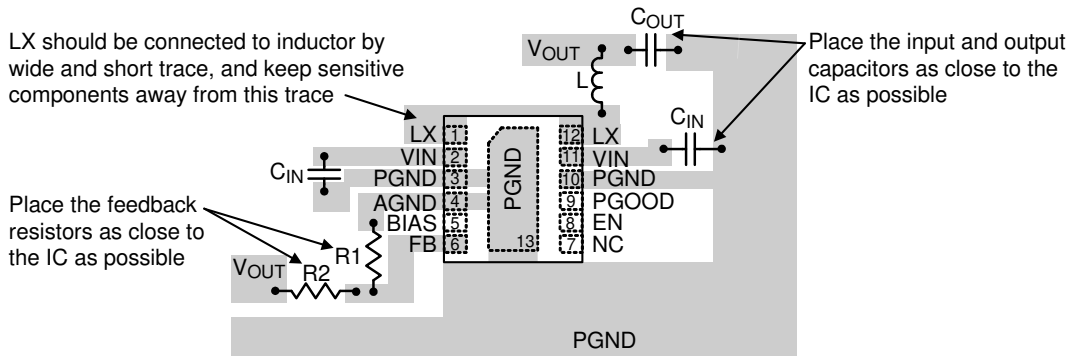 LX should be connected to inductor by
wide and short trace, and keep sensitive
components away from this trace
COUT
VOUT
L
Place the input and output
capacitors as close to the
IC as possible
CIN
LX 1
12 LX
VIN 2
11 VIN
CIN
PGND 3
10 PGND
PGND
AGND 4
9 PGOOD
BIAS 5
8 EN
FB 6
13
7 NC
Place the feedback
resistors as close to
the IC as possible
R1
VOUT
R2
PGND